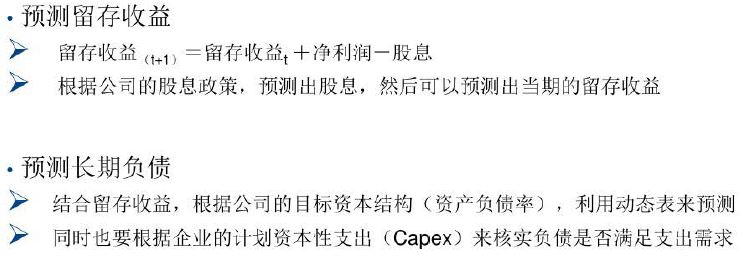 ·预测留存收益
➢ 留存收益（t+1）＝留存收益t＋净利润－股息
➢ 根据公司的股息政策，预测出股息，然后可以预测出当期的留存收益
·预测长期负债
➢ 结合留存收益，根据公司的目标资本结构（资产负债率），利用动态表来预测
➢ 同时也要根据企业的计划资本性支出（Capex）来核实负债是否满足支出需求